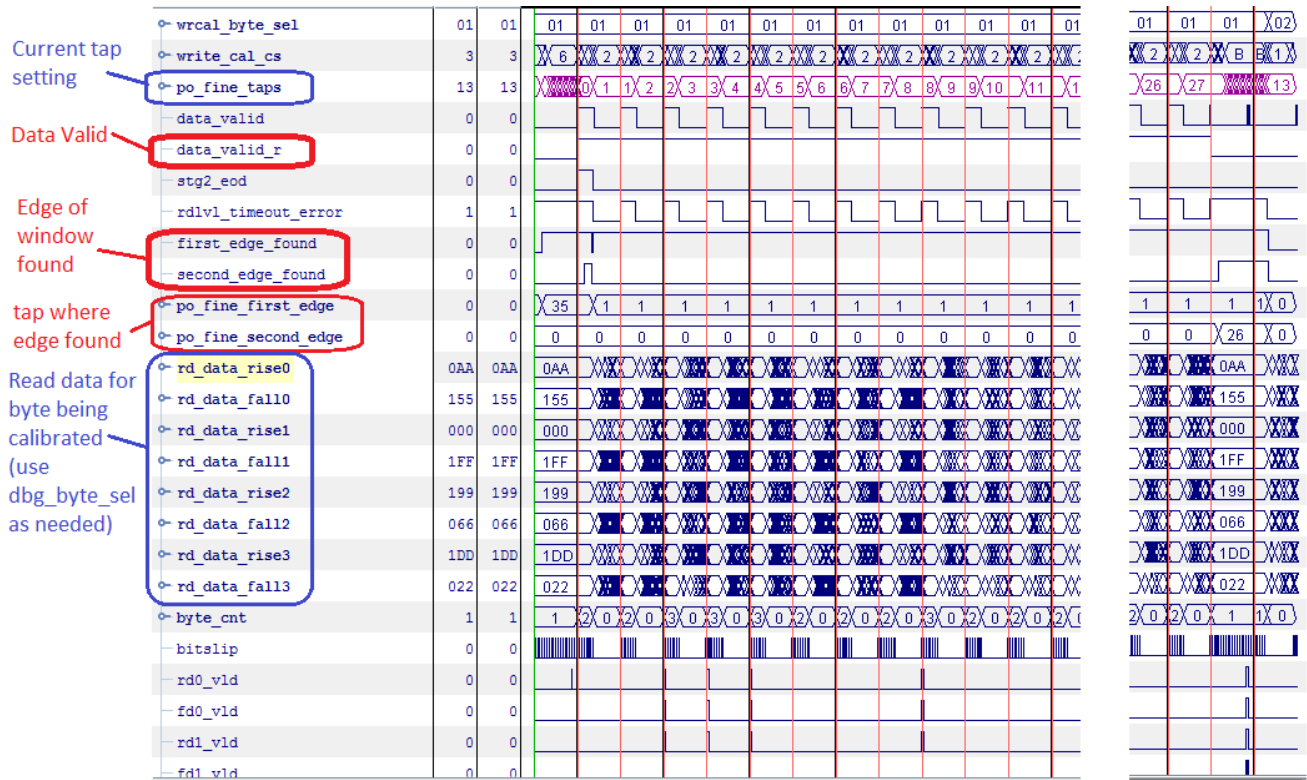 wrcal_byte_sel 01 01 01 01 01 01 01 01 01 01 01 01 01 01 01 01 01 01 02
Current tap
setting
write_cal_cs 3 3 6 2 2 2 2 2 2 2 2 2 2 2 2 2 B B 1
po_fine_taps 13 13 0 1 1 2 2 3 3 4 4 5 5 6 6 7 7 8 8 9 9 10 11 1 26 27 13
data_valid 0 0
Data Valid
data_valid_r 0 0
stg2_eod 0 0
rdlvl_timeout_error 1 1
Edge of
window
found
first_edge_found 0 0
second_edge_found 0 0
tap where
edge found
po_fine_first_edge 0 0 35 1 1 1 1 1 1 1 1 1 1 1 1 1 1 1 1 0
po_fine_second_edge 0 0 0 0 0 0 0 0 0 0 0 0 0 0 0 0 0 26 0
Read data for
byte being
calibrated
(use
dbg_byte_sel
as needed)
rd_data_rise0 0AA 0AA 0AA 0AA
rd_data_fall0 155 155 155 155
rd_data_rise1 000 000 000 000
rd_data_fall1 1FF 1FF 1FF 1FF
rd_data_rise2 199 199 199 199
rd_data_fall2 066 066 066 066
rd_data_rise3 1DD 1DD 1DD 1DD
rd_data_fall3 022 022 022 022
byte_cnt 1 1 1 2 0 2 0 2 0 3 0 3 0 3 0 2 0 2 0 3 0 2 0 2 0 2 0 2 0 2 0 1 1 0
bitslip 0 0
rd0_vld 0 0
fd0_vld 0 0
rd1_vld 0 0
fd1_vld 0 0